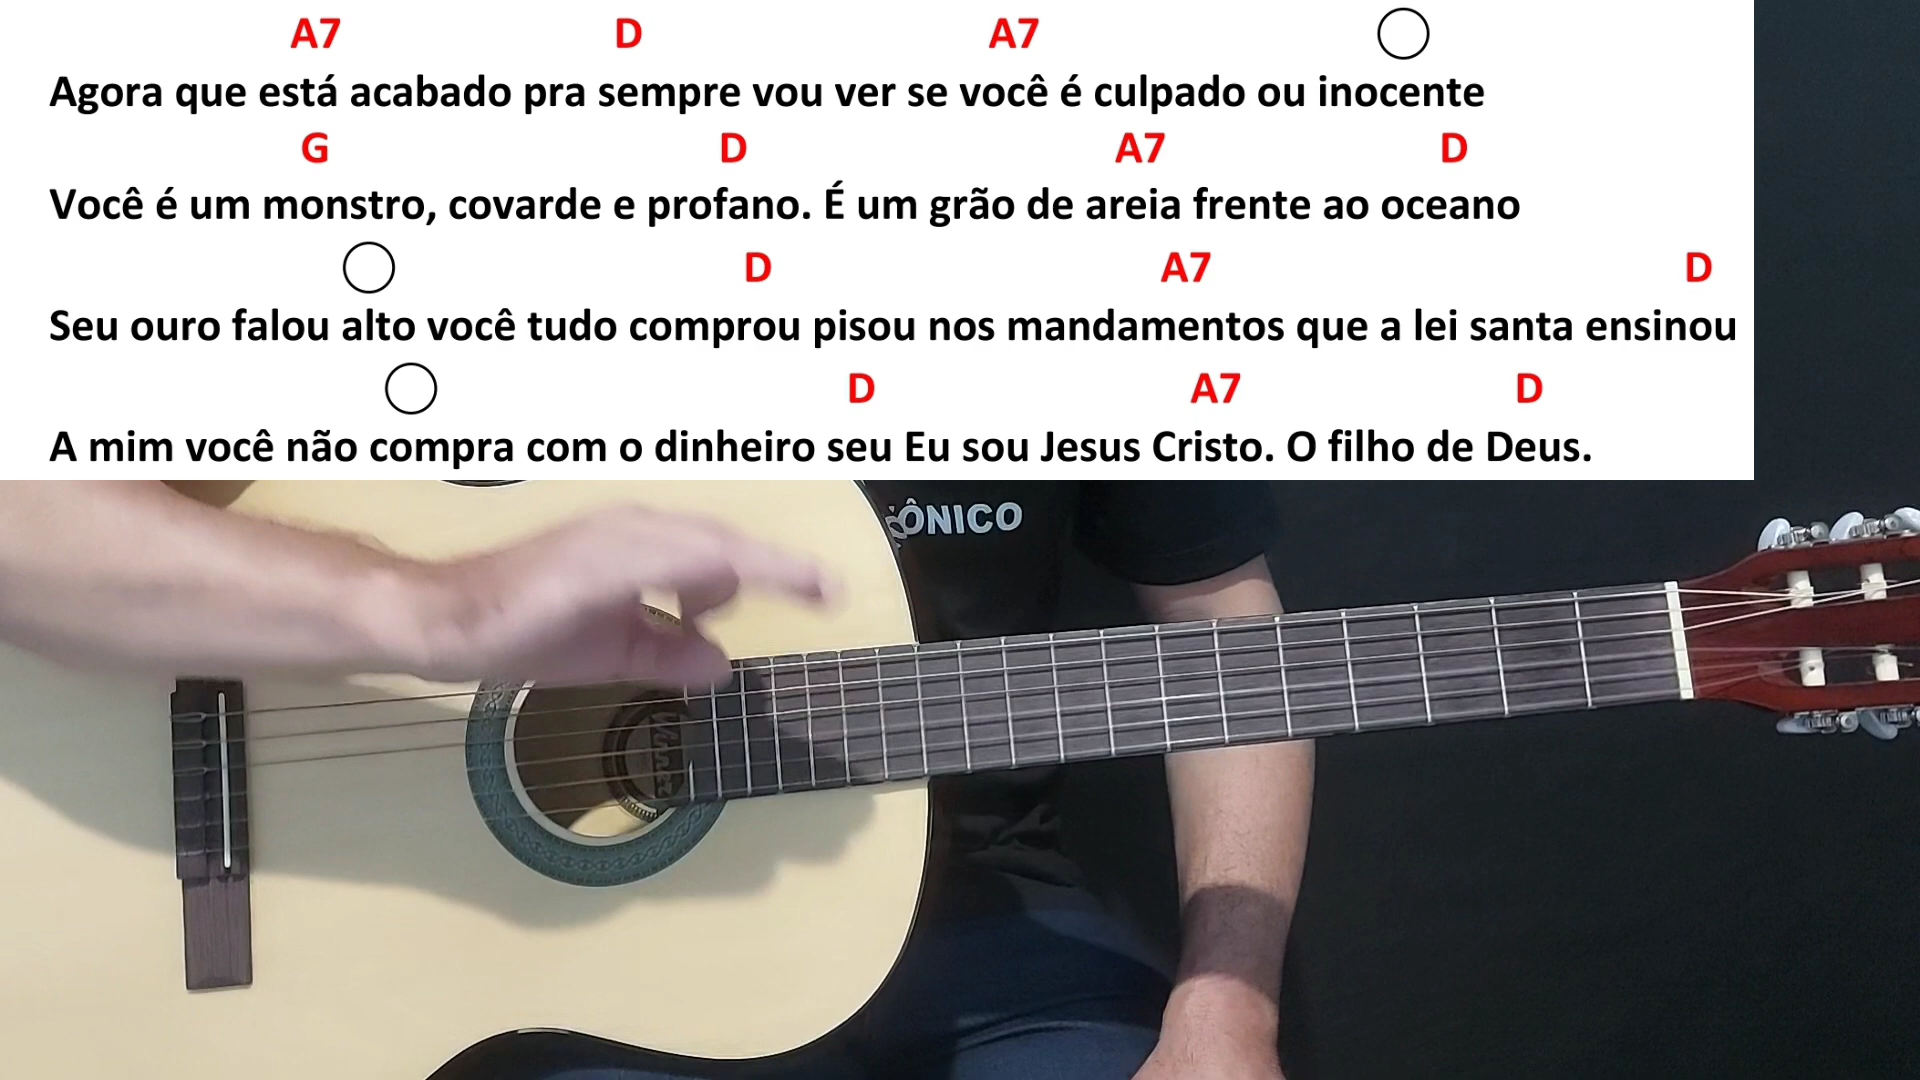 A7 D A7
Agora que está acabado pra sempre vou ver se você é culpado ou inocente
G D A7 D
Você é um monstro, covarde e profano. É um grão de areia frente ao oceano
D A7 D
Seu ouro falou alto você tudo comprou pisou nos mandamentos que a lei santa ensinou
D A7 D
A mim você não compra com o dinheiro seu Eu sou Jesus Cristo. O filho de Deus.
ÔNICO